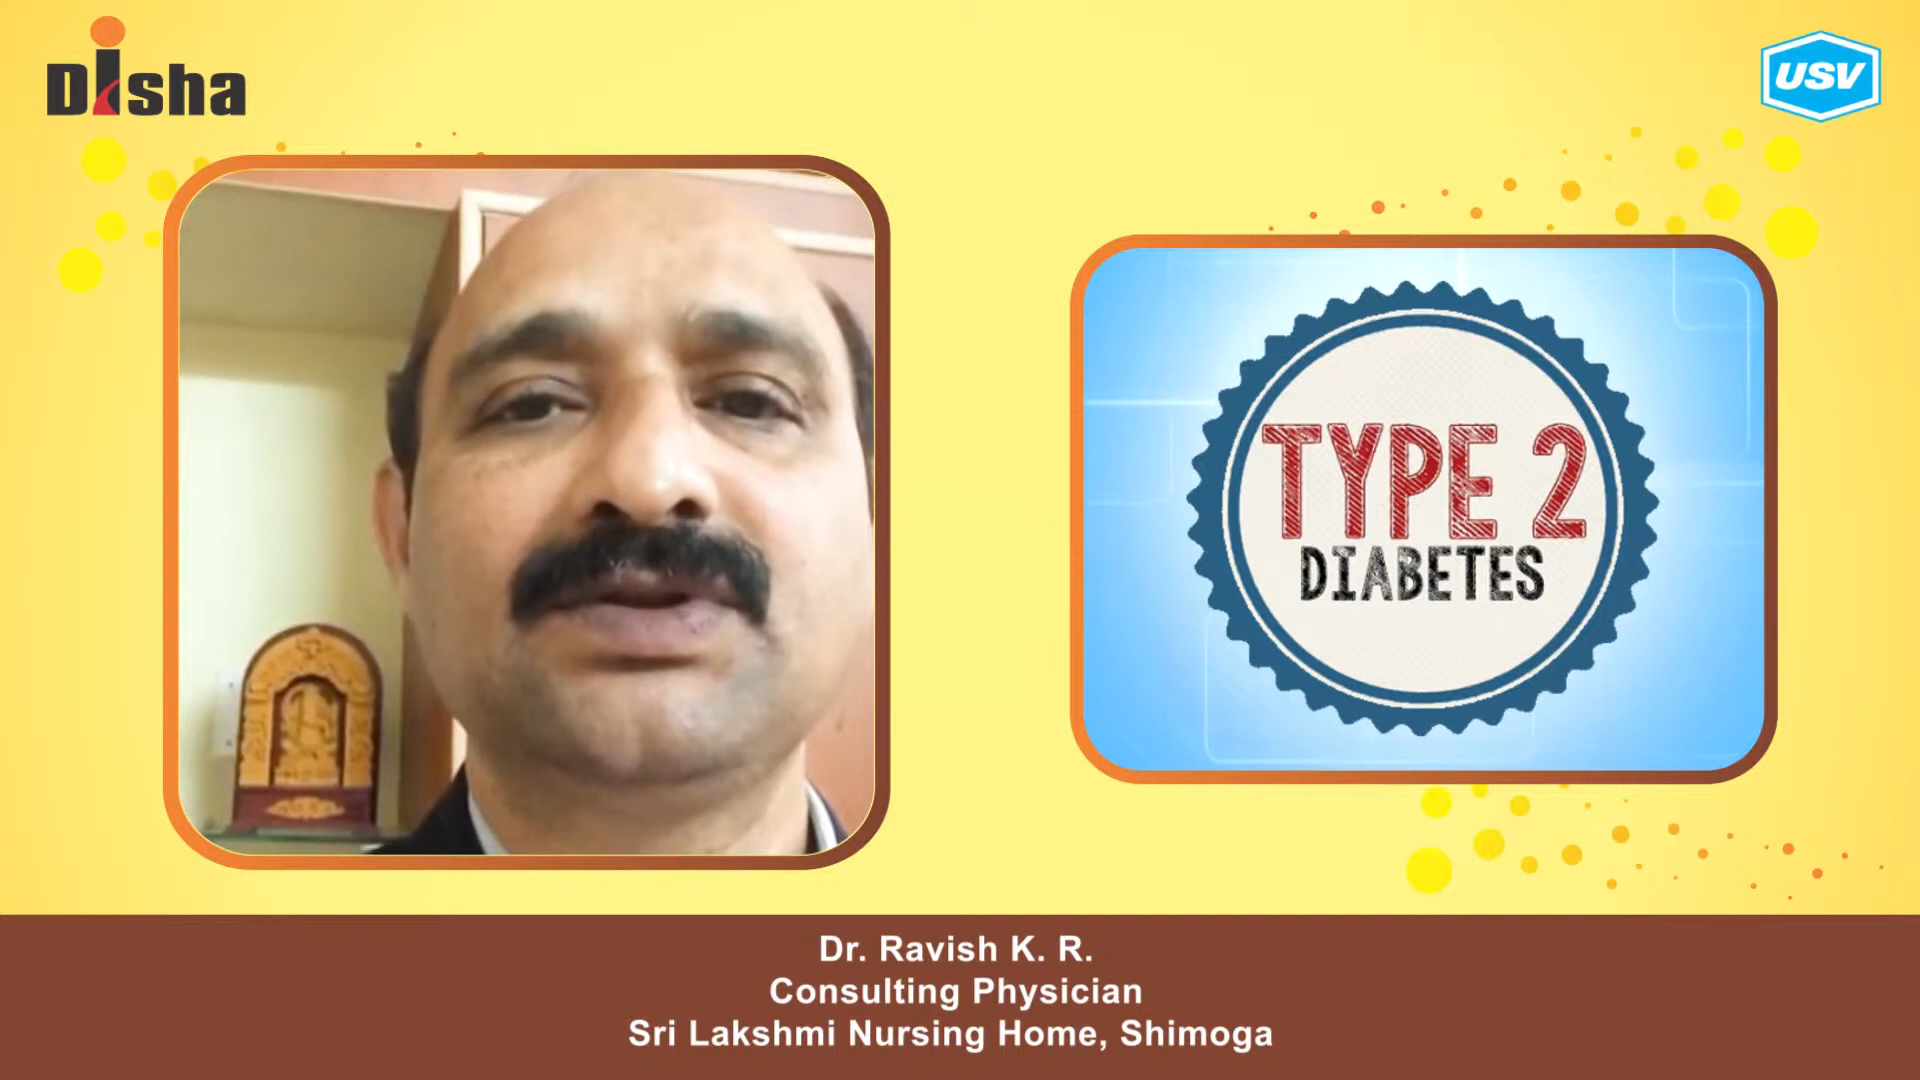 Disha
USV
TYPE 2
DIABETES
Dr. Ravish K. R.
Consulting Physician
Sri Lakshmi Nursing Home, Shimoga